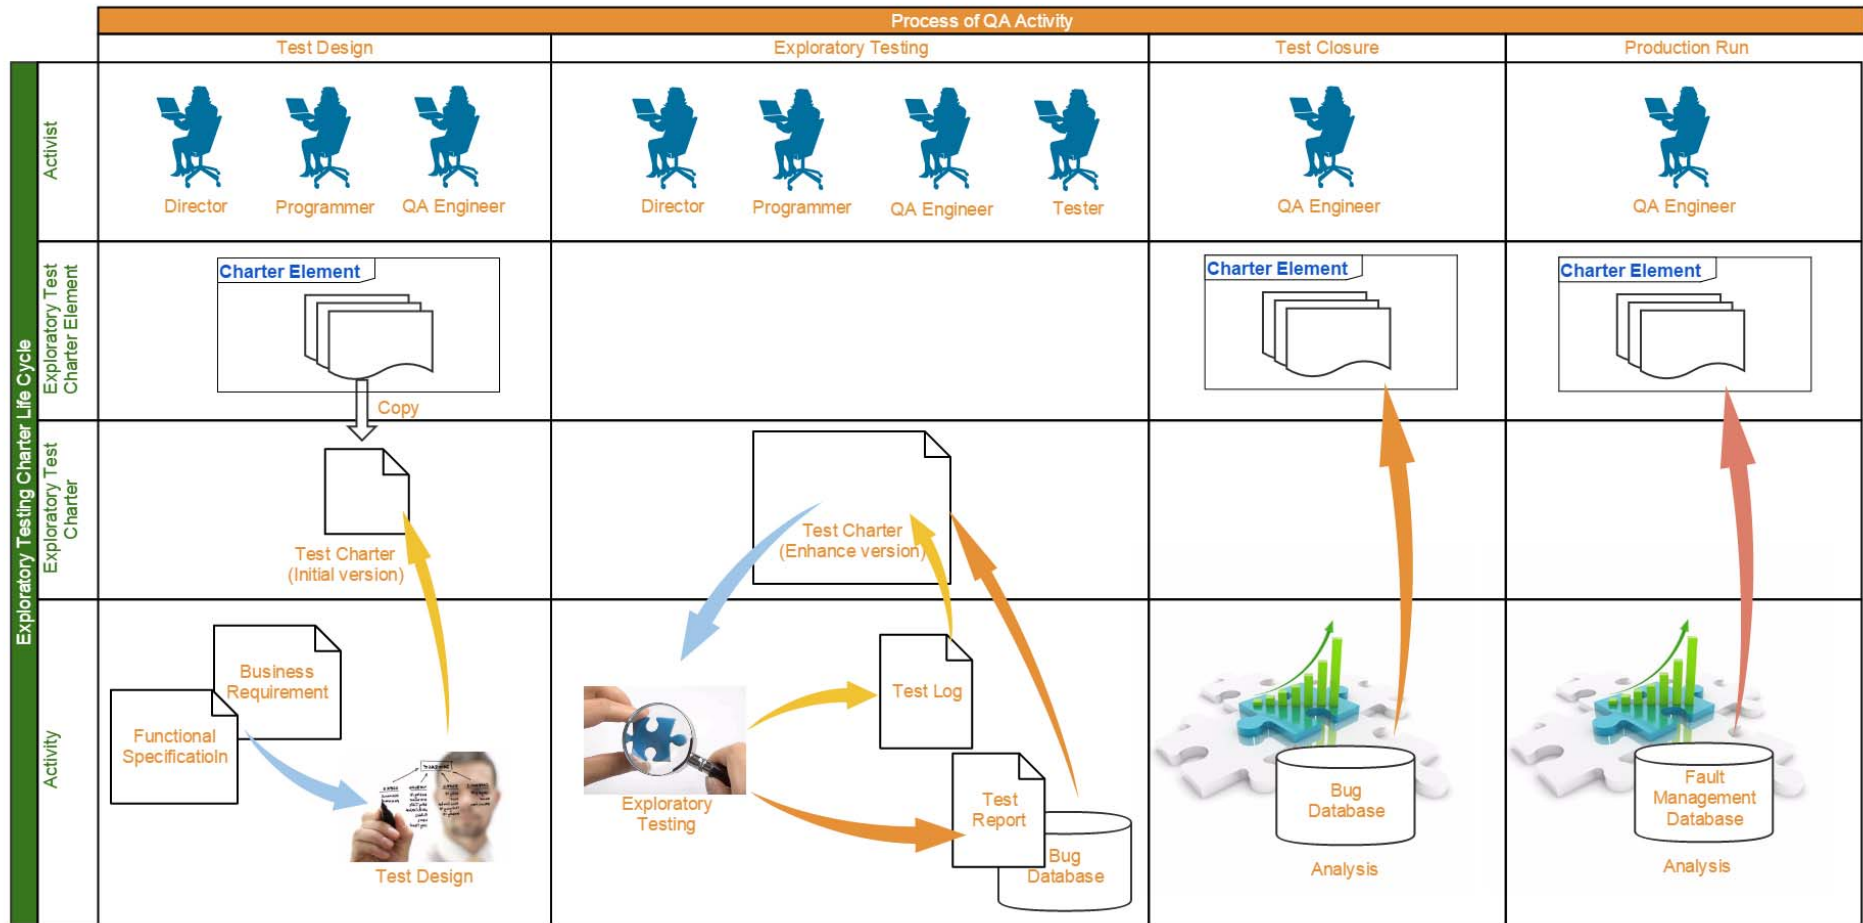 Process of QA Activity
Test Design
Exploratory Testing
Test Closure
Production Run
Exploratory Testing Charter Life Cycle
Activist
Director
Programmer
QA Engineer
Director
Programmer
QA Engineer
Tester
QA Engineer
QA Engineer
Exploratory Test
Charter Element
Charter Element
Copy
Charter Element
Charter Element
Exploratory Test
Charter
Test Charter
(Initial version)
Test Charter
(Enhance version)
Activity
Business
Requirement
Functional
SpecificatioIn
Test Design
Exploratory
Testing
Test Log
Test
Report
Bug
Database
Bug
Database
Analysis
Fault
Management
Database
Analysis